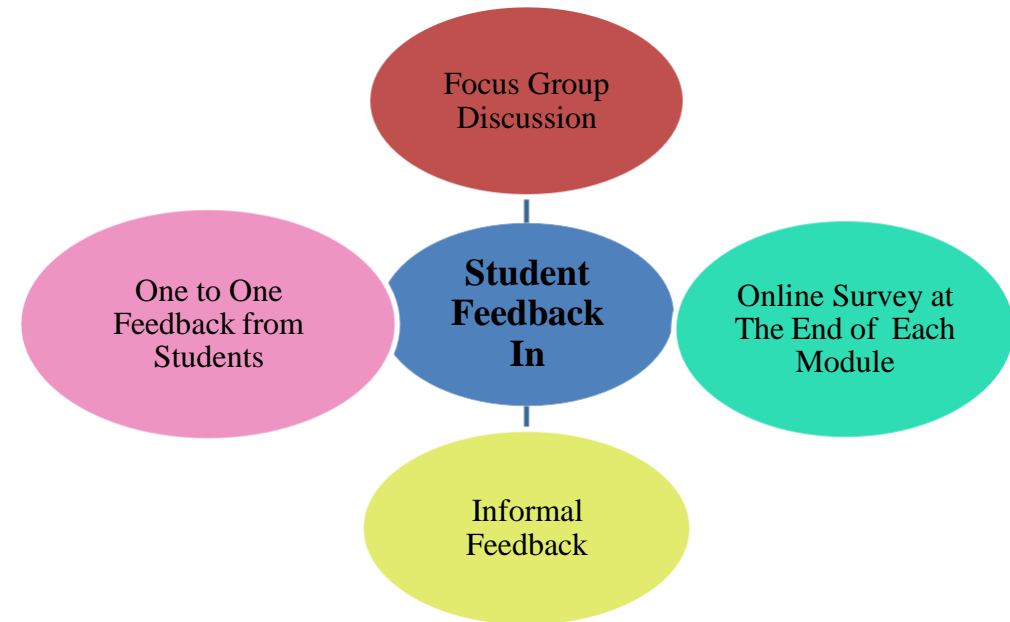 Focus Group
Discussion
One to One
Feedback from
Students
Student
Feedback
In
Online Survey at
The End of Each
Module
Informal
Feedback